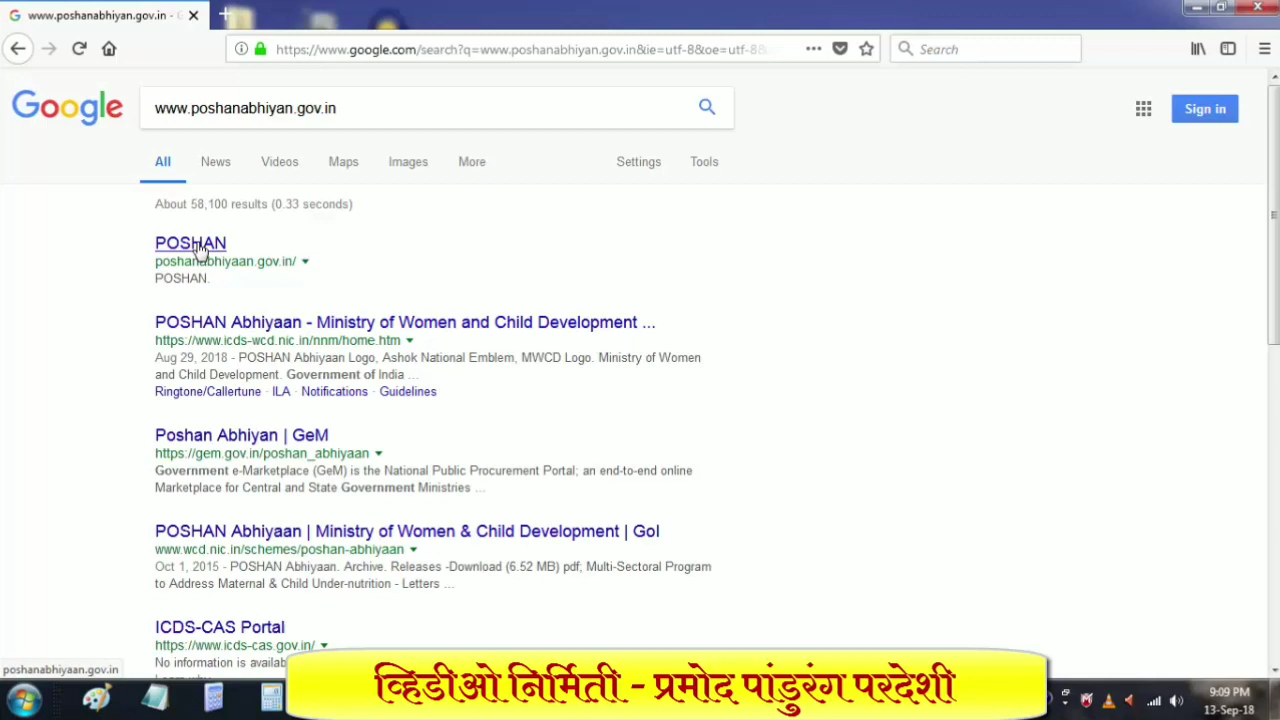 www.poshanabhiyan.gov.in - G
https://www.google.com/search?q=www.poshanabhiyan.gov.in&ie=utf-8&oe=utf-8&
Search
Google
www.poshanabhiyan.gov.in
Sign in
All News Videos Maps Images More Settings Tools
About 58,100 results (0.33 seconds)
POSHAN
poshanabhiyaan.gov.in/
POSHAN.
POSHAN Abhiyaan - Ministry of Women and Child Development ...
https://www.icds-wcd.nic.in/nnm/home.htm
Aug 29, 2018 - POSHAN Abhiyaan Logo, Ashok National Emblem, MWCD Logo. Ministry of Women
and Child Development. Government of India ...
Ringtone/Callertune · ILA · Notifications · Guidelines
Poshan Abhiyan | GeM
https://gem.gov.in/poshan_abhiyaan
Government e-Marketplace (GeM) is the National Public Procurement Portal; an end-to-end online
Marketplace for Central and State Government Ministries ...
POSHAN Abhiyaan | Ministry of Women & Child Development | GoI
www.wcd.nic.in/schemes/poshan-abhiyaan
Oct 1, 2015 - POSHAN Abhiyaan. Archive. Releases -Download (6.52 MB) pdf; Multi-Sectoral Program
to Address Maternal & Child Under-nutrition - Letters ...
ICDS-CAS Portal
https://www.icds-cas.gov.in/
No information is availab
poshanabhiyaan.gov.in
व्हिडीओ निर्मिती - प्रमोद पांडुरंग परदेशी
9:09 PM
13-Sep-18